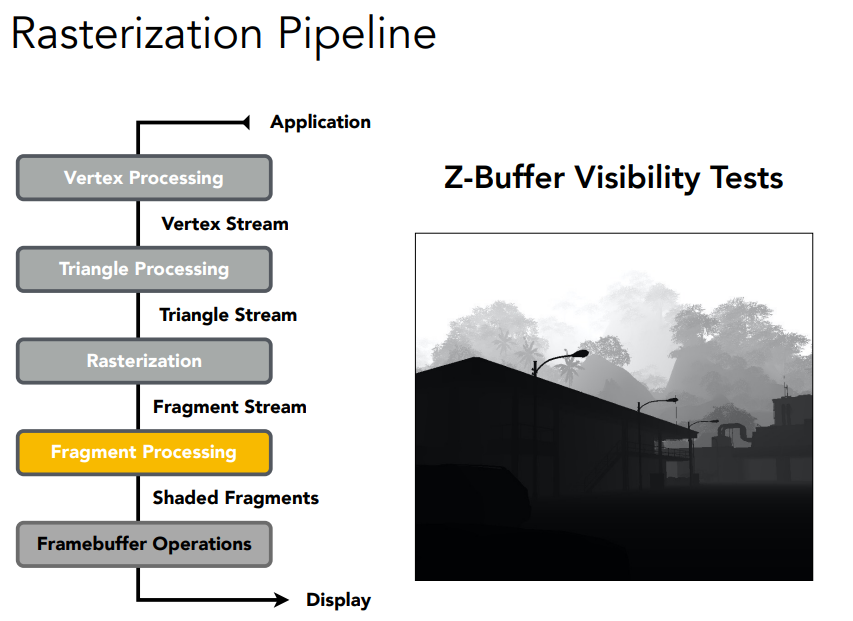 Rasterization Pipeline
Application
Vertex Processing
Vertex Stream
Triangle Processing
Triangle Stream
Rasterization
Fragment Stream
Fragment Processing
Shaded Fragments
Framebuffer Operations
Display
Z-Buffer Visibility Tests